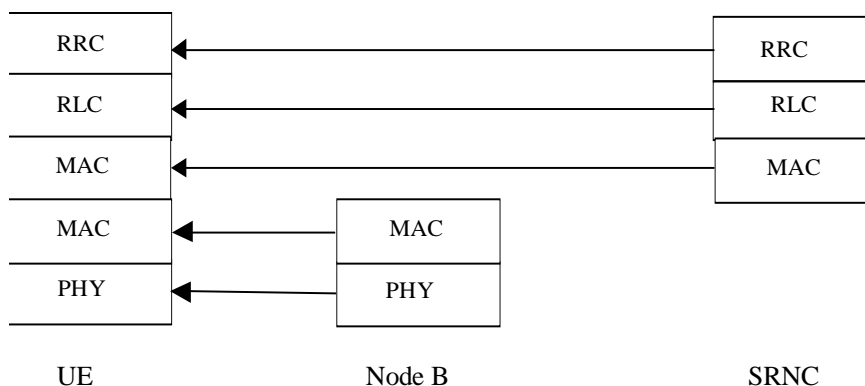 RRC RRC
RLC RLC
MAC MAC
MAC MAC
PHY PHY
UE Node B SRNC